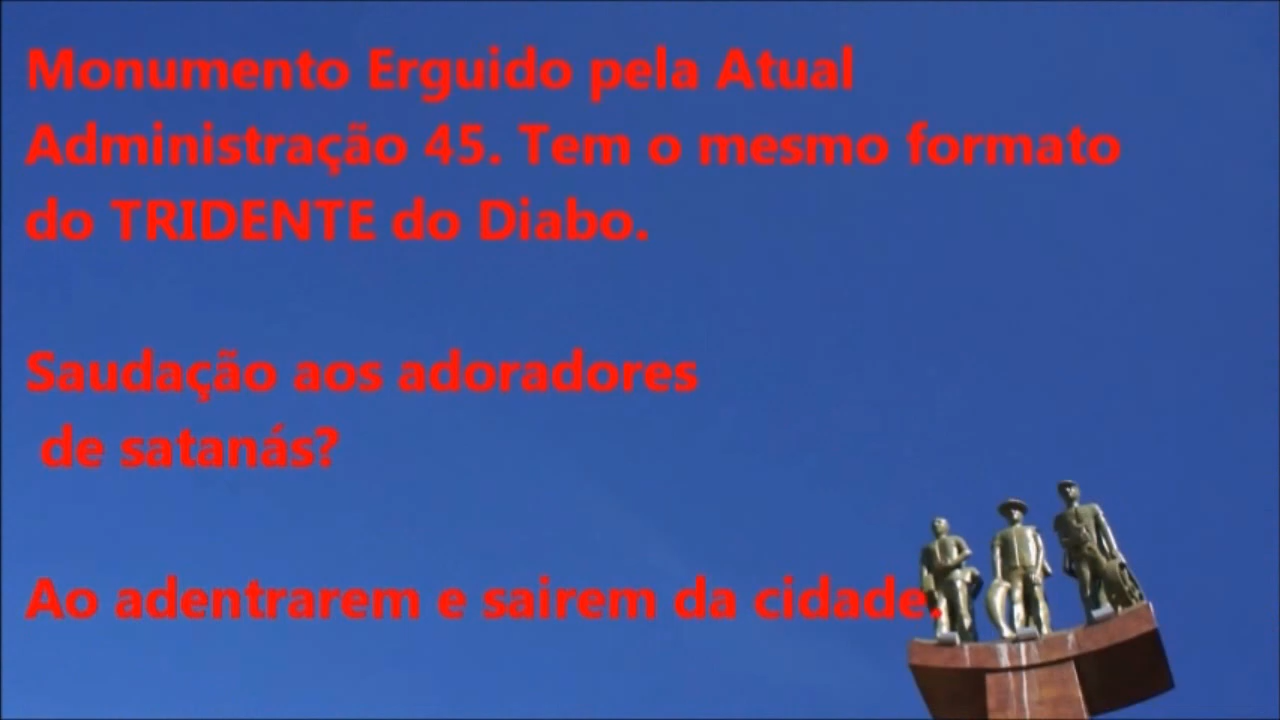 Monumento Erguido pela Atual
Administração 45. Tem o mesmo formato
do TRIDENTE do Diabo.
Saudação aos adoradores
de satanás?
Ao adentrarem e sairem da cidade.